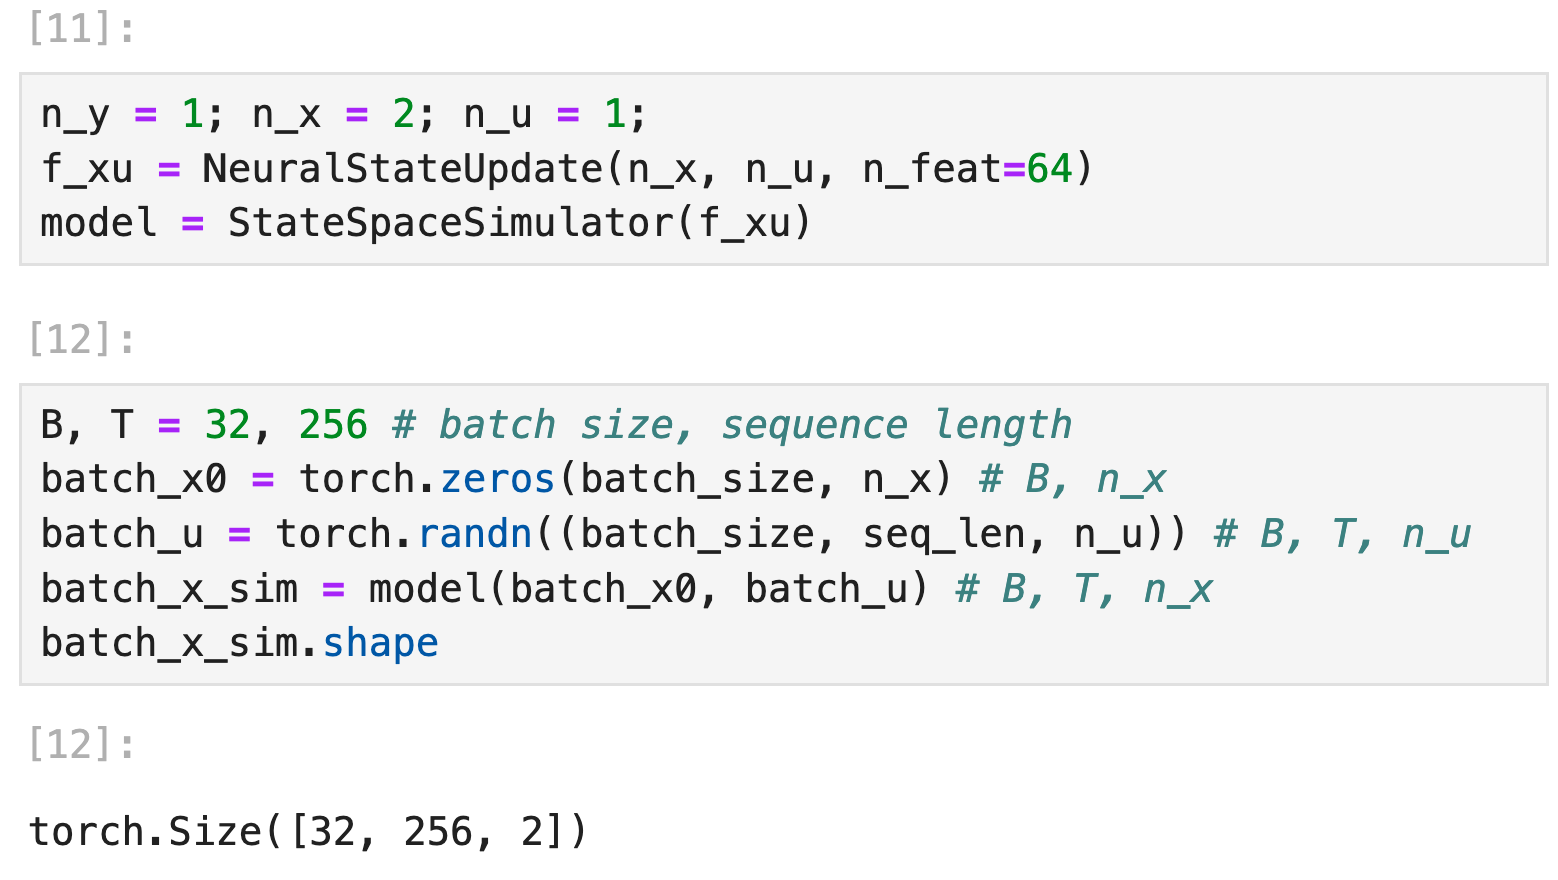 [11]:
n_y = 1; n_x = 2; n_u = 1;
f_xu = NeuralStateUpdate(n_x, n_u, n_feat=64)
model = StateSpaceSimulator(f_xu)
[12]:
B, T = 32, 256 # batch size, sequence length
batch_x0 = torch.zeros(batch_size, n_x) # B, n_x
batch_u = torch.randn((batch_size, seq_len, n_u)) # B, T, n_u
batch_x_sim = model(batch_x0, batch_u) # B, T, n_x
batch_x_sim.shape
[12]:
torch.Size([32, 256, 2])